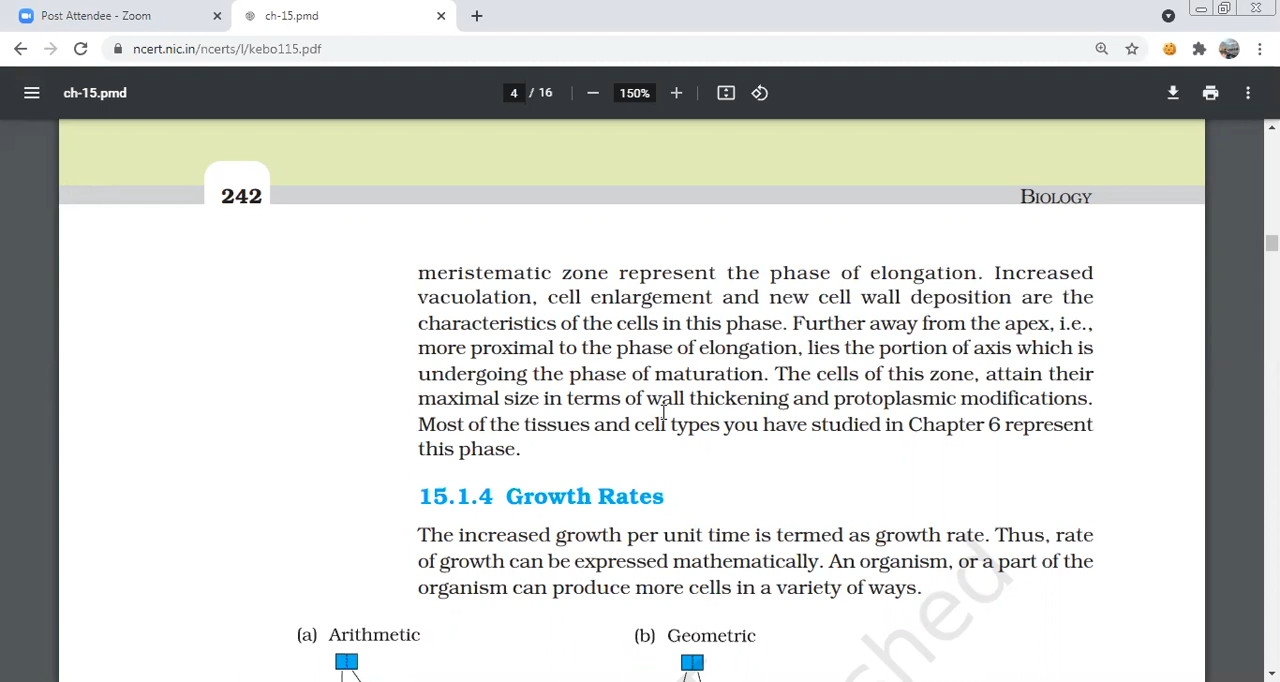 Post Attendee - Zoom
ch-15.pmd
ncert.nic.in/ncerts/l/kebo115.pdf
ch-15.pmd
4 / 16
150%
242
BIOLOGY
meristematic zone represent the phase of elongation. Increased
vacuolation, cell enlargement and new cell wall deposition are the
characteristics of the cells in this phase. Further away from the apex, i.e.,
more proximal to the phase of elongation, lies the portion of axis which is
undergoing the phase of maturation. The cells of this zone, attain their
maximal size in terms of wall thickening and protoplasmic modifications.
Most of the tissues and cell types you have studied in Chapter 6 represent
this phase.
15.1.4 Growth Rates
The increased growth per unit time is termed as growth rate. Thus, rate
of growth can be expressed mathematically. An organism, or a part of the
organism can produce more cells in a variety of ways.
(a) Arithmetic
(b) Geometric
shed